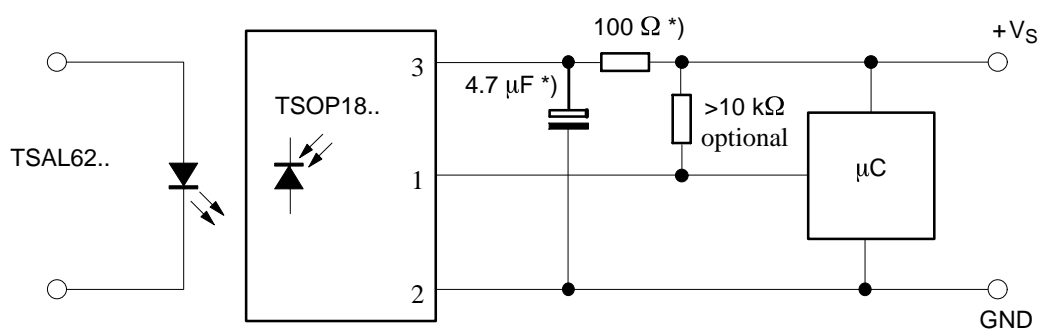 100 Ω *)
+VS
3
4.7 μF *)
TSOP18..
>10 kΩ
optional
TSAL62..
1
μC
2
GND